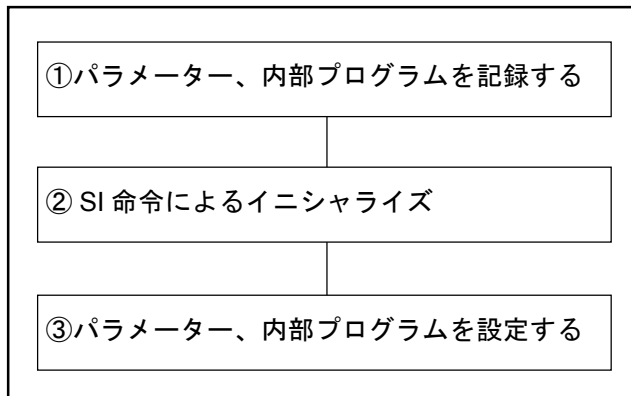 ①パラメーター、内部プログラムを記録する
② SI 命令によるイニシャライズ
③パラメーター、内部プログラムを設定する